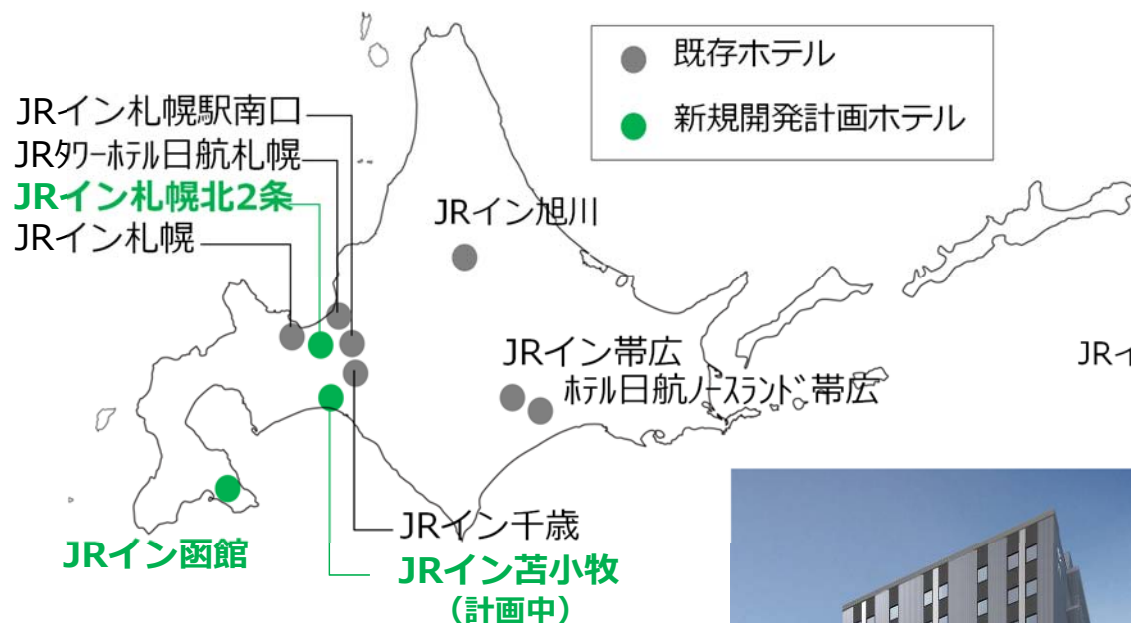 既存ホテル
新規開発計画ホテル
JRイン札幌駅南口
JRﾀﾜｰﾎﾃﾙ日航札幌
JRイン札幌北2条
JRイン札幌
JRイン旭川
JRイン帯広
ﾎﾃﾙ日航ﾉｰｽﾗﾝﾄﾞ帯広
JRイ
JRイン千歳
JRイン函館
JRイン苫小牧
（計画中）